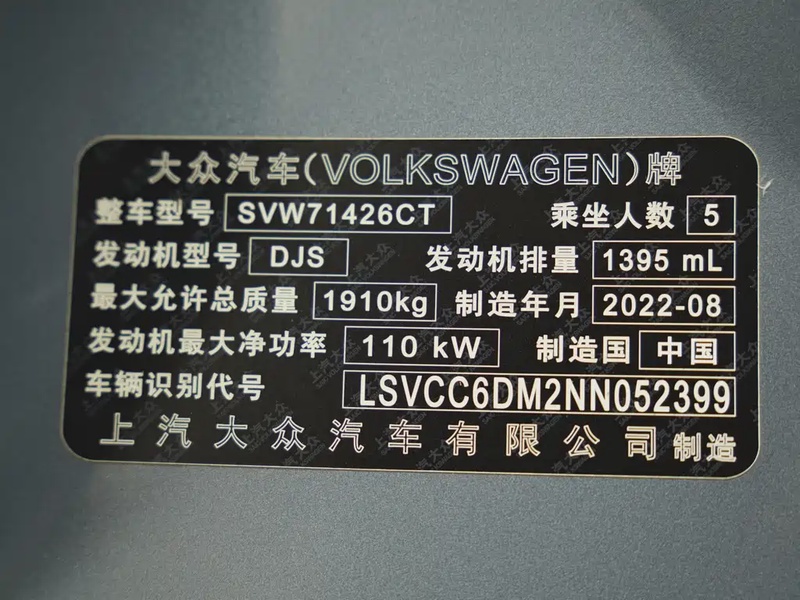 大众汽车(VOLKSWAGEN)牌
整车型号 SVW71426CT 乘坐人数 5
发动机型号 DJS 发动机排量 1395 mL
最大允许总质量 1910kg 制造年月 2022-08
发动机最大净功率 110 kW 制造国 中国
车辆识别代号 LSVCC6DM2NN052399
上汽大众汽车有限公司 制造